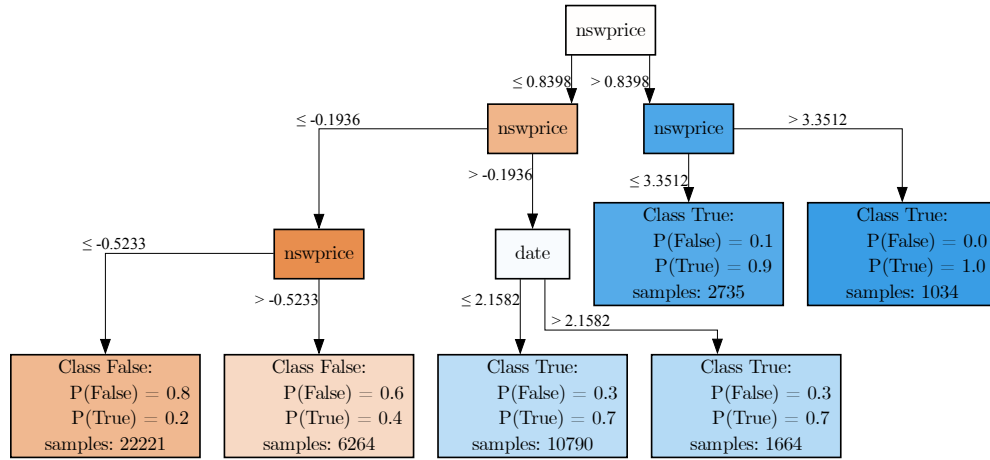 nswprice
≤ 0.8398
> 0.8398
nswprice
nswprice
≤ -0.1936
> -0.1936
≤ 3.3512
> 3.3512
nswprice
date
Class True:
P(False) = 0.1
P(True) = 0.9
samples: 2735
Class True:
P(False) = 0.0
P(True) = 1.0
samples: 1034
≤ -0.5233
> -0.5233
≤ 2.1582
> 2.1582
Class False:
P(False) = 0.8
P(True) = 0.2
samples: 22221
Class False:
P(False) = 0.6
P(True) = 0.4
samples: 6264
Class True:
P(False) = 0.3
P(True) = 0.7
samples: 10790
Class True:
P(False) = 0.3
P(True) = 0.7
samples: 1664